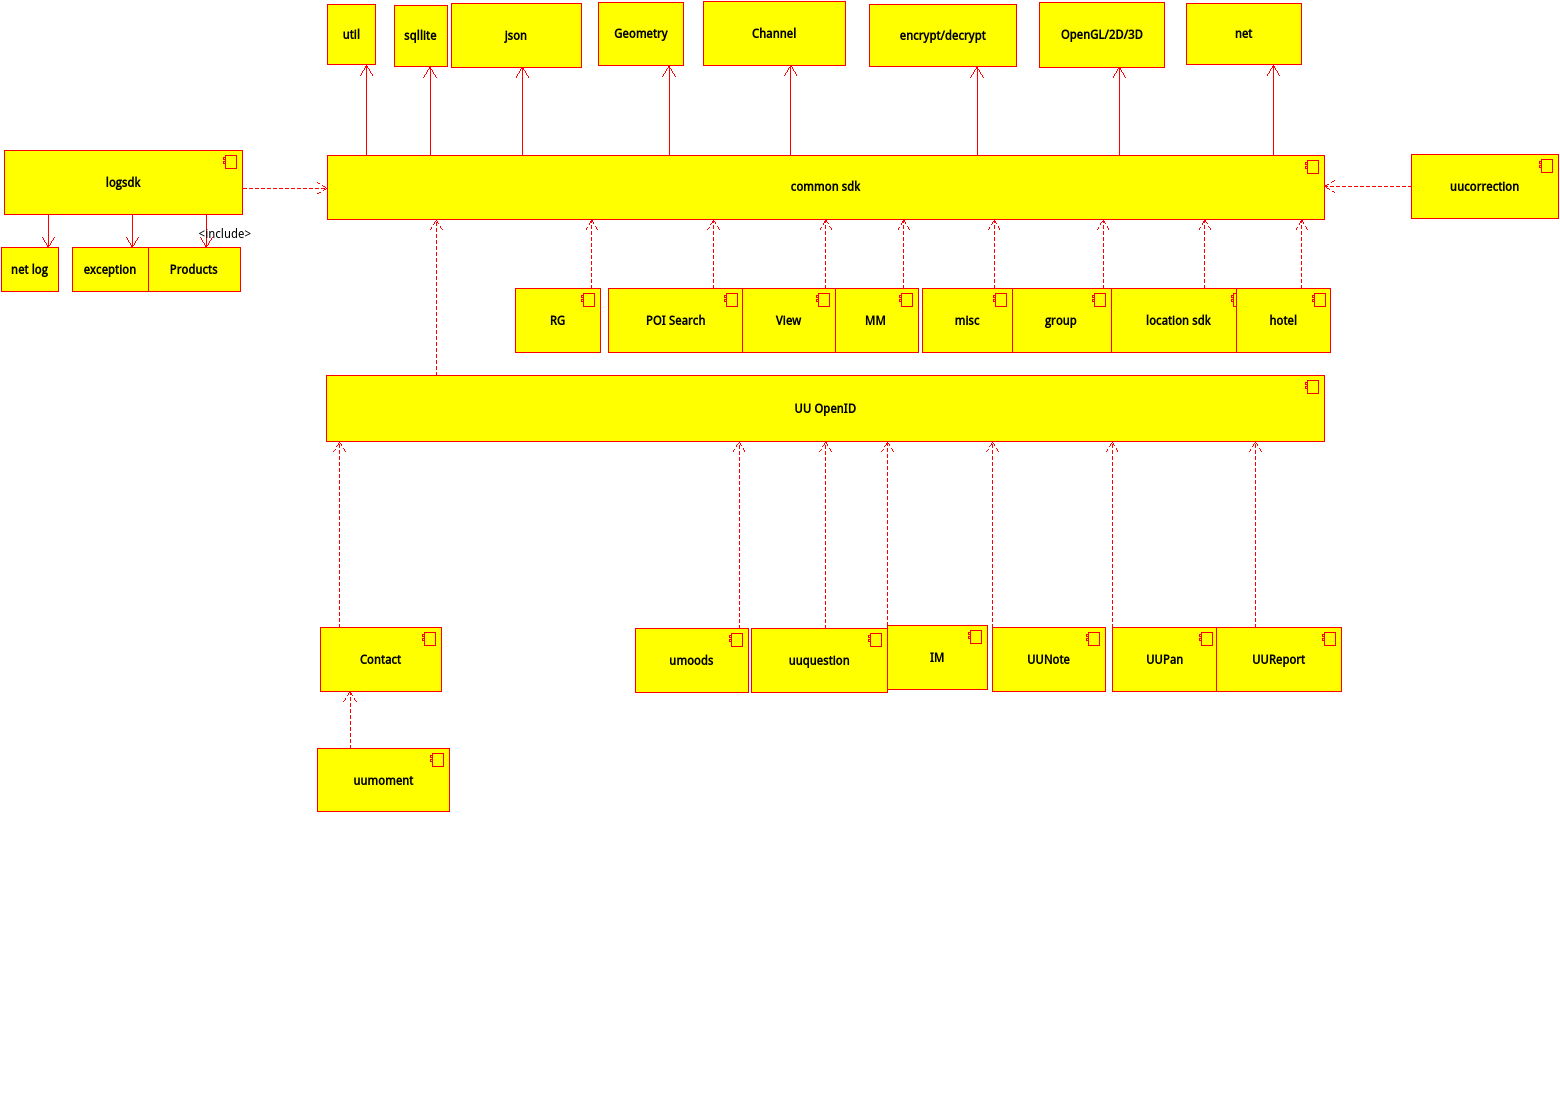 util
sqllite
json
Geometry
Channel
encrypt/decrypt
OpenGL/2D/3D
net
logsdk
common sdk
uucorrection
<include>
net log
exception
Products
RG
POI Search
View
MM
misc
group
location sdk
hotel
UU OpenID
Contact
umoods
uuquestion
IM
UUNote
UUPan
UUReport
uumoment